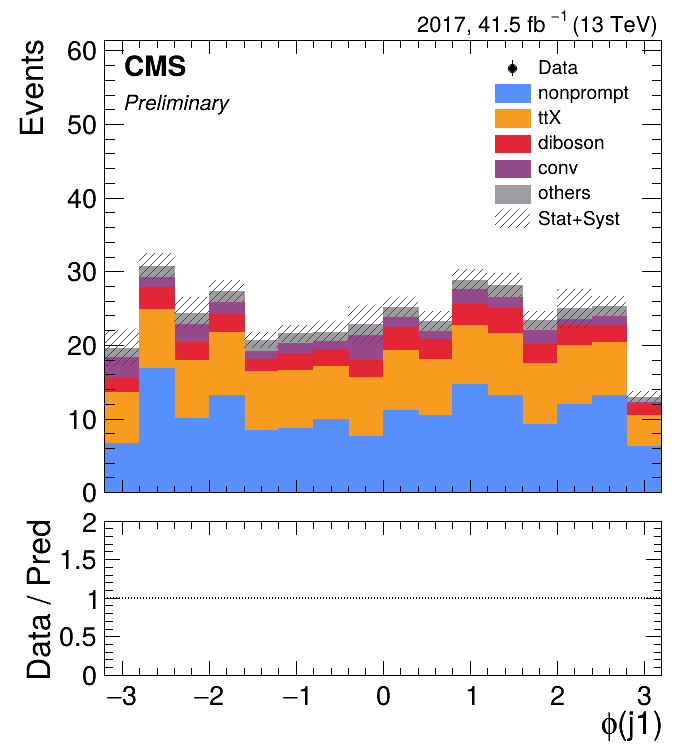 2017, 41.5 fb⁻¹ (13 TeV)
CMS
Preliminary
Events
60
50
40
30
20
10
0
Data
nonprompt
ttX
diboson
conv
others
Stat+Syst
Data / Pred
2
1.5
1
0.5
0
−3 −2 −1 0 1 2 3
ϕ(j1)